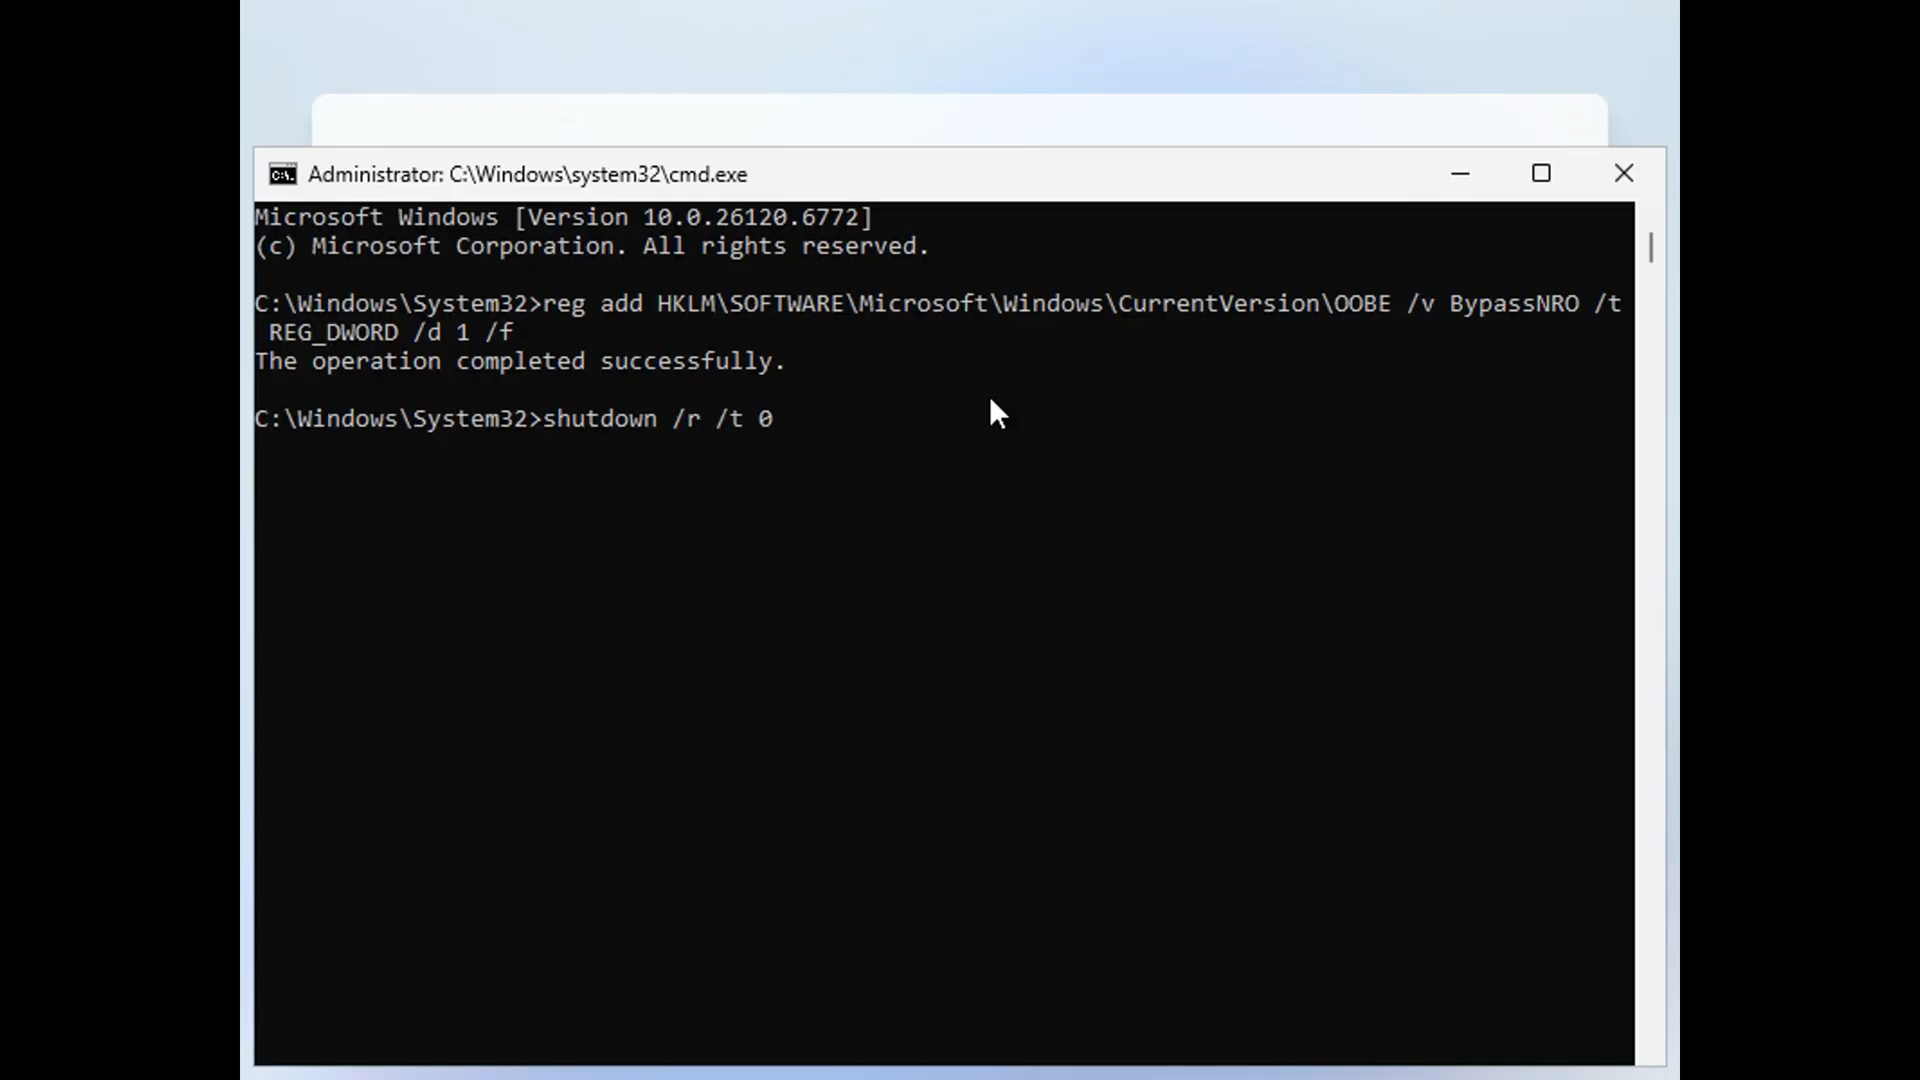 Administrator: C:\Windows\system32\cmd.exe
Microsoft Windows [Version 10.0.26120.6772]
(c) Microsoft Corporation. All rights reserved.
C:\Windows\System32>reg add HKLM\SOFTWARE\Microsoft\Windows\CurrentVersion\OOBE /v BypassNRO /t
REG_DWORD /d 1 /f
The operation completed successfully.
C:\Windows\System32>shutdown /r /t 0